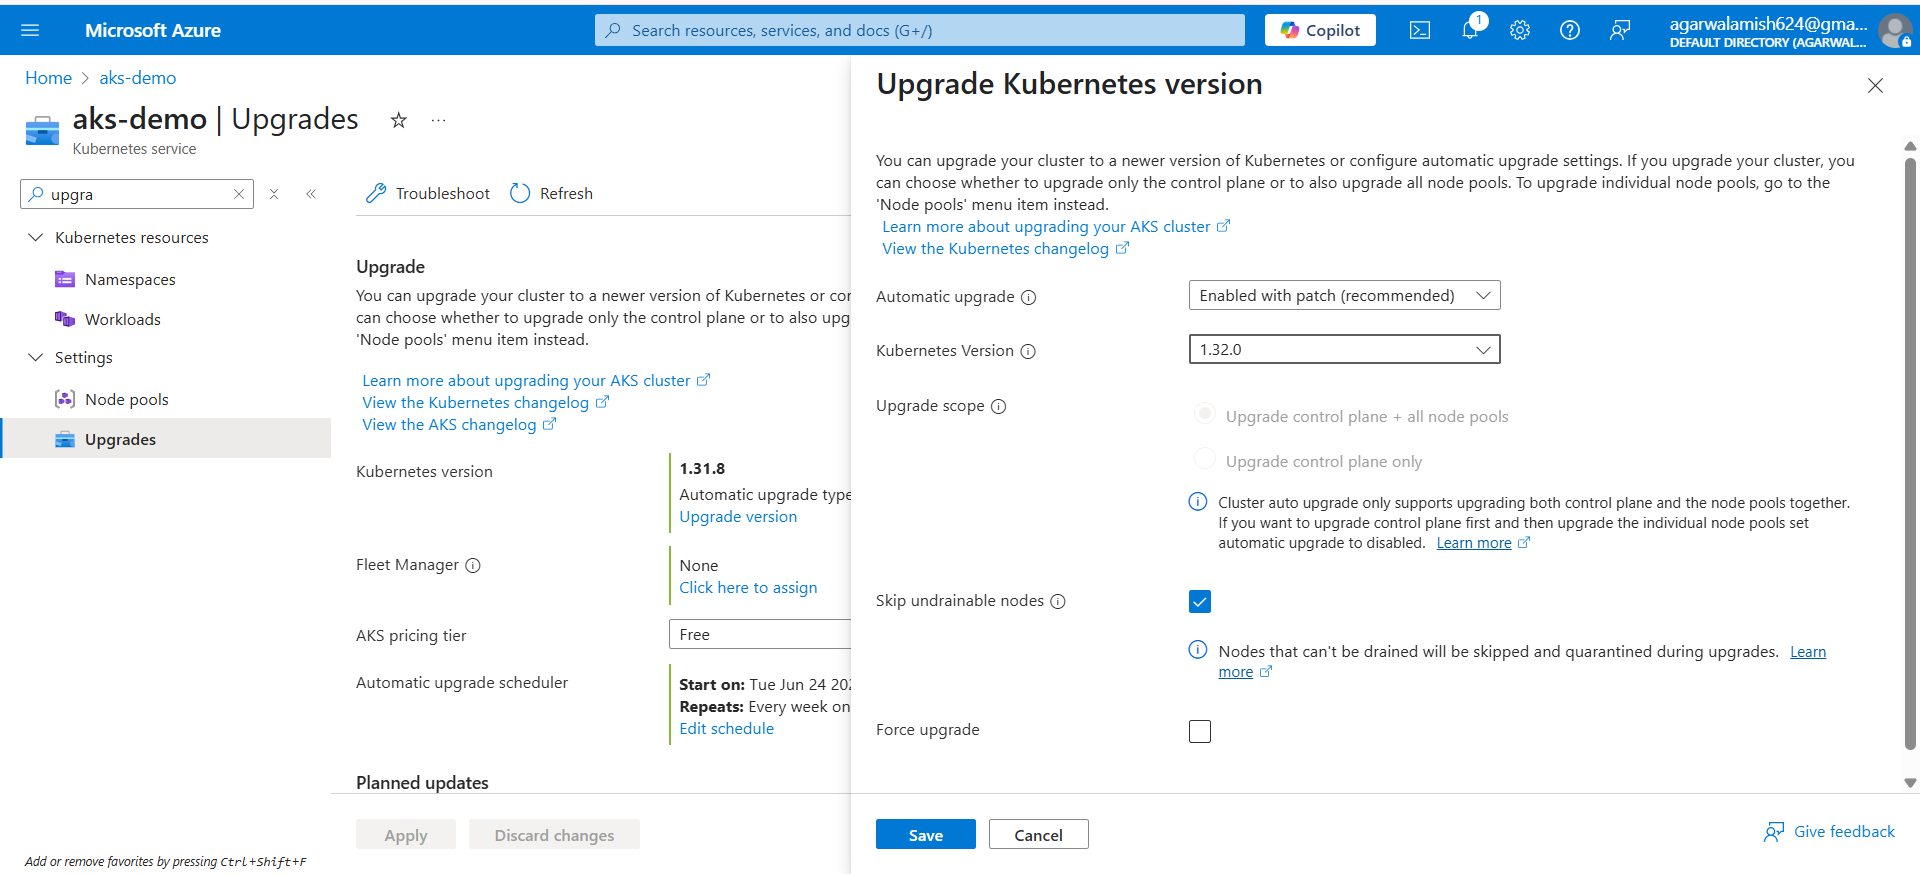 Microsoft Azure
Search resources, services, and docs (G+/)
Copilot
1
agarwalamish624@gma...
DEFAULT DIRECTORY (AGARWAL...
Home > aks-demo
aks-demo | Upgrades
...
Kubernetes service
upgra
Kubernetes resources
Namespaces
Workloads
Settings
Node pools
Upgrades
Add or remove favorites by pressing Ctrl+Shift+F
Troubleshoot
Refresh
Upgrade
You can upgrade your cluster to a newer version of Kubernetes or cor
can choose whether to upgrade only the control plane or to also upg
'Node pools' menu item instead.
Learn more about upgrading your AKS cluster
View the Kubernetes changelog
View the AKS changelog
Kubernetes version
1.31.8
Automatic upgrade type
Upgrade version
Fleet Manager
None
Click here to assign
AKS pricing tier
Free
Automatic upgrade scheduler
Start on: Tue Jun 24 202
Repeats: Every week on
Edit schedule
Planned updates
Apply
Discard changes
Upgrade Kubernetes version
You can upgrade your cluster to a newer version of Kubernetes or configure automatic upgrade settings. If you upgrade your cluster, you
can choose whether to upgrade only the control plane or to also upgrade all node pools. To upgrade individual node pools, go to the
'Node pools' menu item instead.
Learn more about upgrading your AKS cluster
View the Kubernetes changelog
Automatic upgrade
Enabled with patch (recommended)
Kubernetes Version
1.32.0
Upgrade scope
Upgrade control plane + all node pools
Upgrade control plane only
Cluster auto upgrade only supports upgrading both control plane and the node pools together.
If you want to upgrade control plane first and then upgrade the individual node pools set
automatic upgrade to disabled. Learn more
Skip undrainable nodes
Nodes that can't be drained will be skipped and quarantined during upgrades. Learn
more
Force upgrade
Save
Cancel
Give feedback